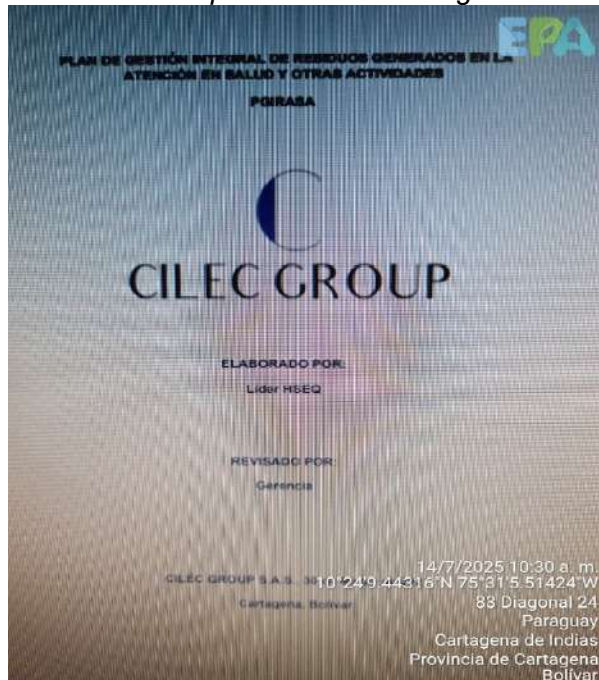 EPA
PLAN DE GESTIÓN INTEGRAL DE RESIDUOS GENERADOS EN LA
ATENCIÓN EN SALUD Y OTRAS ACTIVIDADES
PGIRASA
CILEC GROUP
ELABORADO POR:
Líder HSEQ
REVISADO POR:
Gerencia
14/7/2025 10:30 a. m.
CILEC GROUP S.A.S.
10°24'9.44316"N 75°31'5.51424"W
Cartagena, Bolívar
83 Diagonal 24
Paraguay
Cartagena de Indias
Provincia de Cartagena
Bolívar